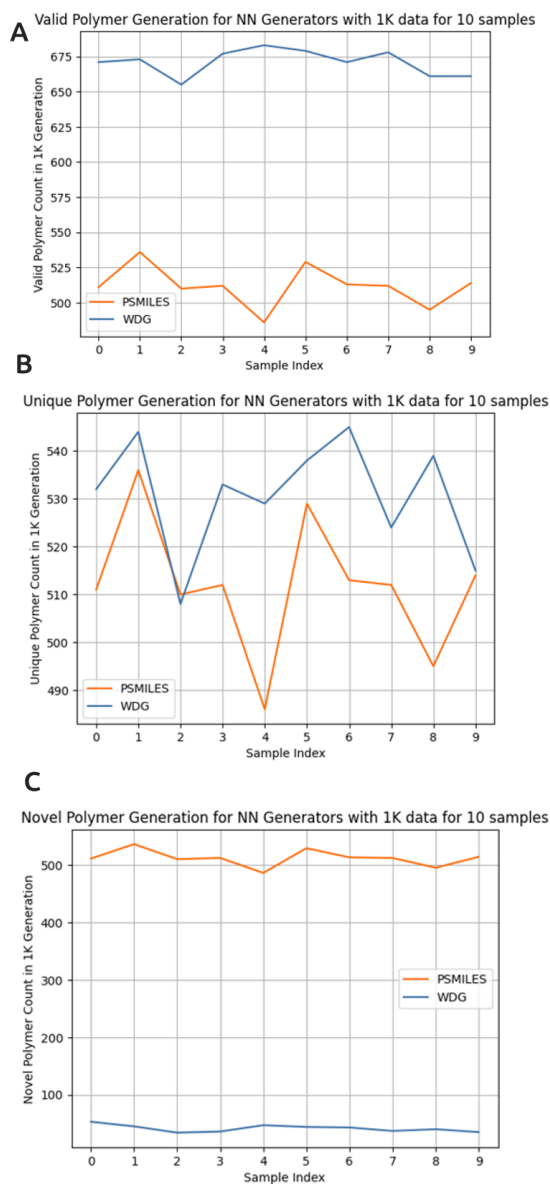 A
Valid Polymer Generation for NN Generators with 1K data for 10 samples
Valid Polymer Count in 1K Generation
675
650
625
600
575
550
525
500
PSMILES
WDG
0 1 2 3 4 5 6 7 8 9
Sample Index
B
Unique Polymer Generation for NN Generators with 1K data for 10 samples
Unique Polymer Count in 1K Generation
540
530
520
510
500
490
PSMILES
WDG
0 1 2 3 4 5 6 7 8 9
Sample Index
C
Novel Polymer Generation for NN Generators with 1K data for 10 samples
Novel Polymer Count in 1K Generation
500
400
300
200
100
PSMILES
WDG
0 1 2 3 4 5 6 7 8 9
Sample Index